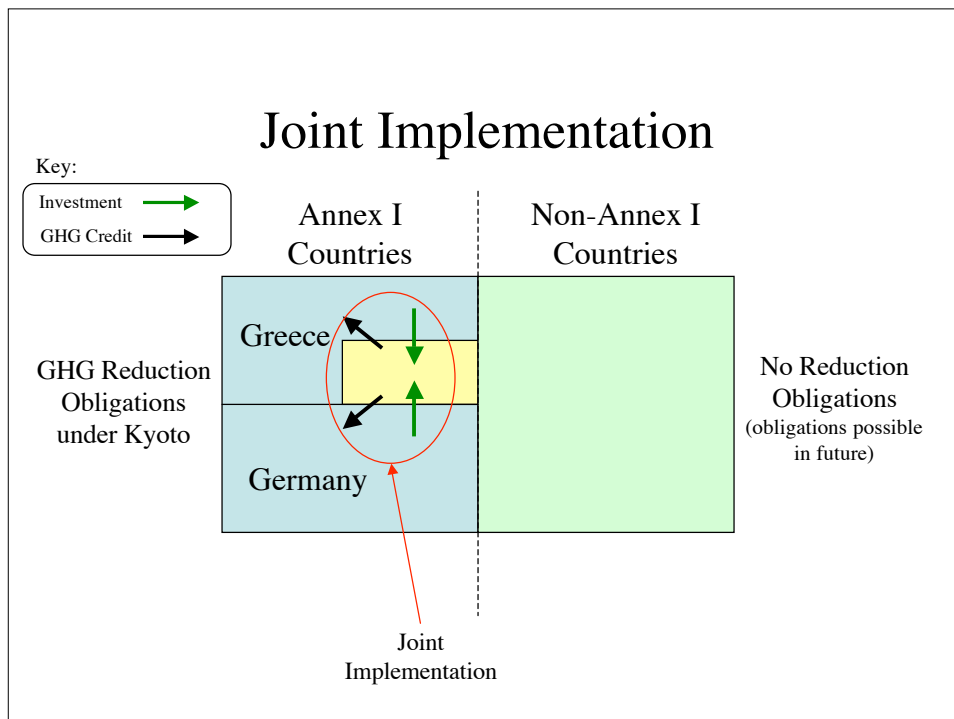 Joint Implementation
Key:
Investment
GHG Credit
Annex I
Countries
Non-Annex I
Countries
Greece
Germany
GHG Reduction
Obligations
under Kyoto
No Reduction
Obligations
(obligations possible
in future)
Joint
Implementation